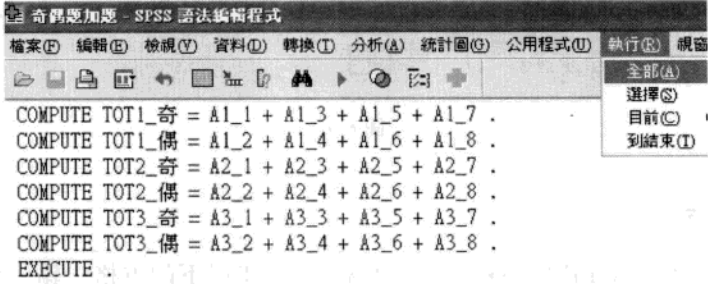 奇偶題加題 - SPSS 語法編輯程式
檔案(F) 編輯(E) 檢視(V) 資料(D) 轉換(T) 分析(A) 統計圖(G) 公用程式(U) 執行(R) 視窗
全部(A)
選擇(S)
目前(C)
到結束(T)
COMPUTE TOT1_奇 = A1_1 + A1_3 + A1_5 + A1_7 .
COMPUTE TOT1_偶 = A1_2 + A1_4 + A1_6 + A1_8 .
COMPUTE TOT2_奇 = A2_1 + A2_3 + A2_5 + A2_7 .
COMPUTE TOT2_偶 = A2_2 + A2_4 + A2_6 + A2_8 .
COMPUTE TOT3_奇 = A3_1 + A3_3 + A3_5 + A3_7 .
COMPUTE TOT3_偶 = A3_2 + A3_4 + A3_6 + A3_8 .
EXECUTE .